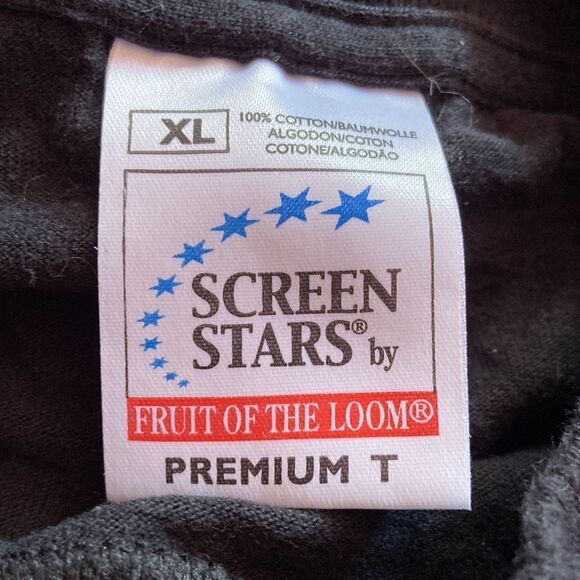 XL
100% COTTON/BAUMWOLLE
ALGODON/COTON
COTONE/ALGODÃO
SCREEN
STARS® by
FRUIT OF THE LOOM®
PREMIUM T